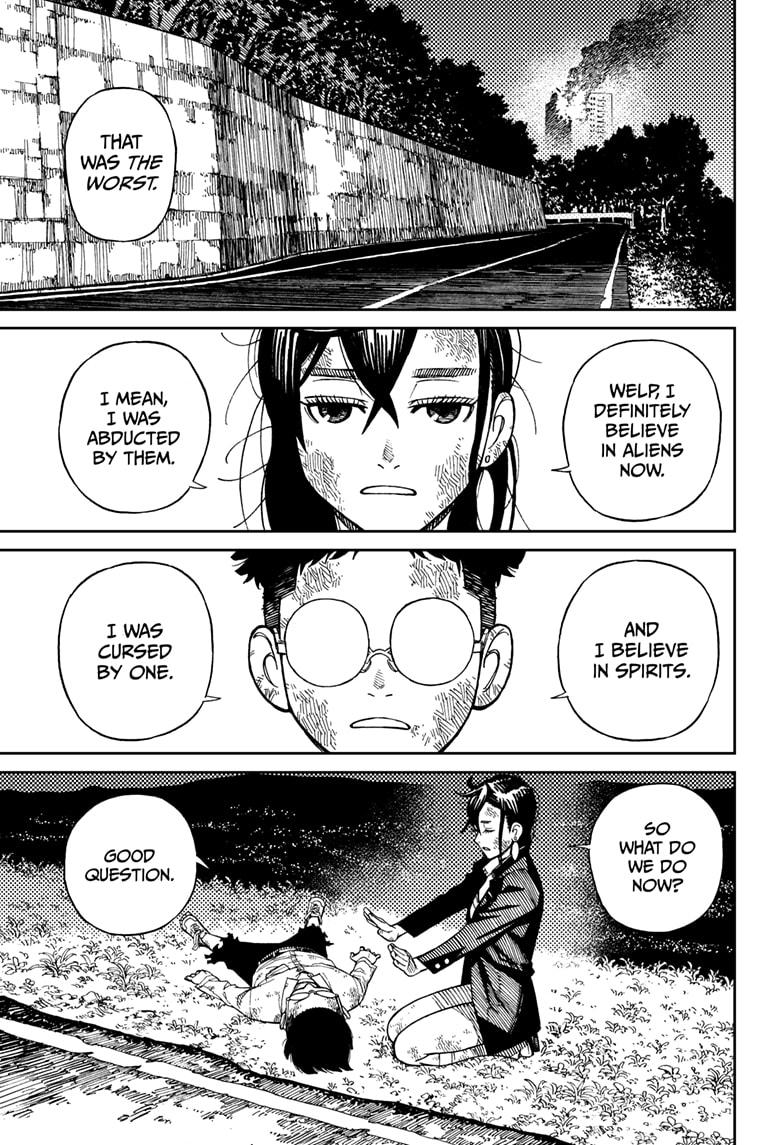 THAT
WAS THE
WORST.
WELP, I
DEFINITELY
BELIEVE
IN ALIENS
NOW.
I MEAN,
I WAS
ABDUCTED
BY THEM.
AND
I BELIEVE
IN SPIRITS.
I WAS
CURSED
BY ONE.
SO
WHAT DO
WE DO
NOW?
GOOD
QUESTION.